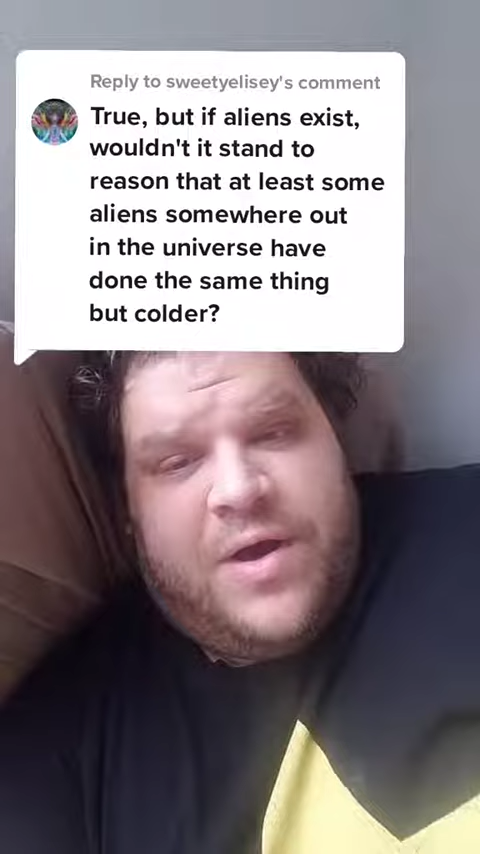 Reply to sweetyelisey's comment
True, but if aliens exist,
wouldn't it stand to
reason that at least some
aliens somewhere out
in the universe have
done the same thing
but colder?